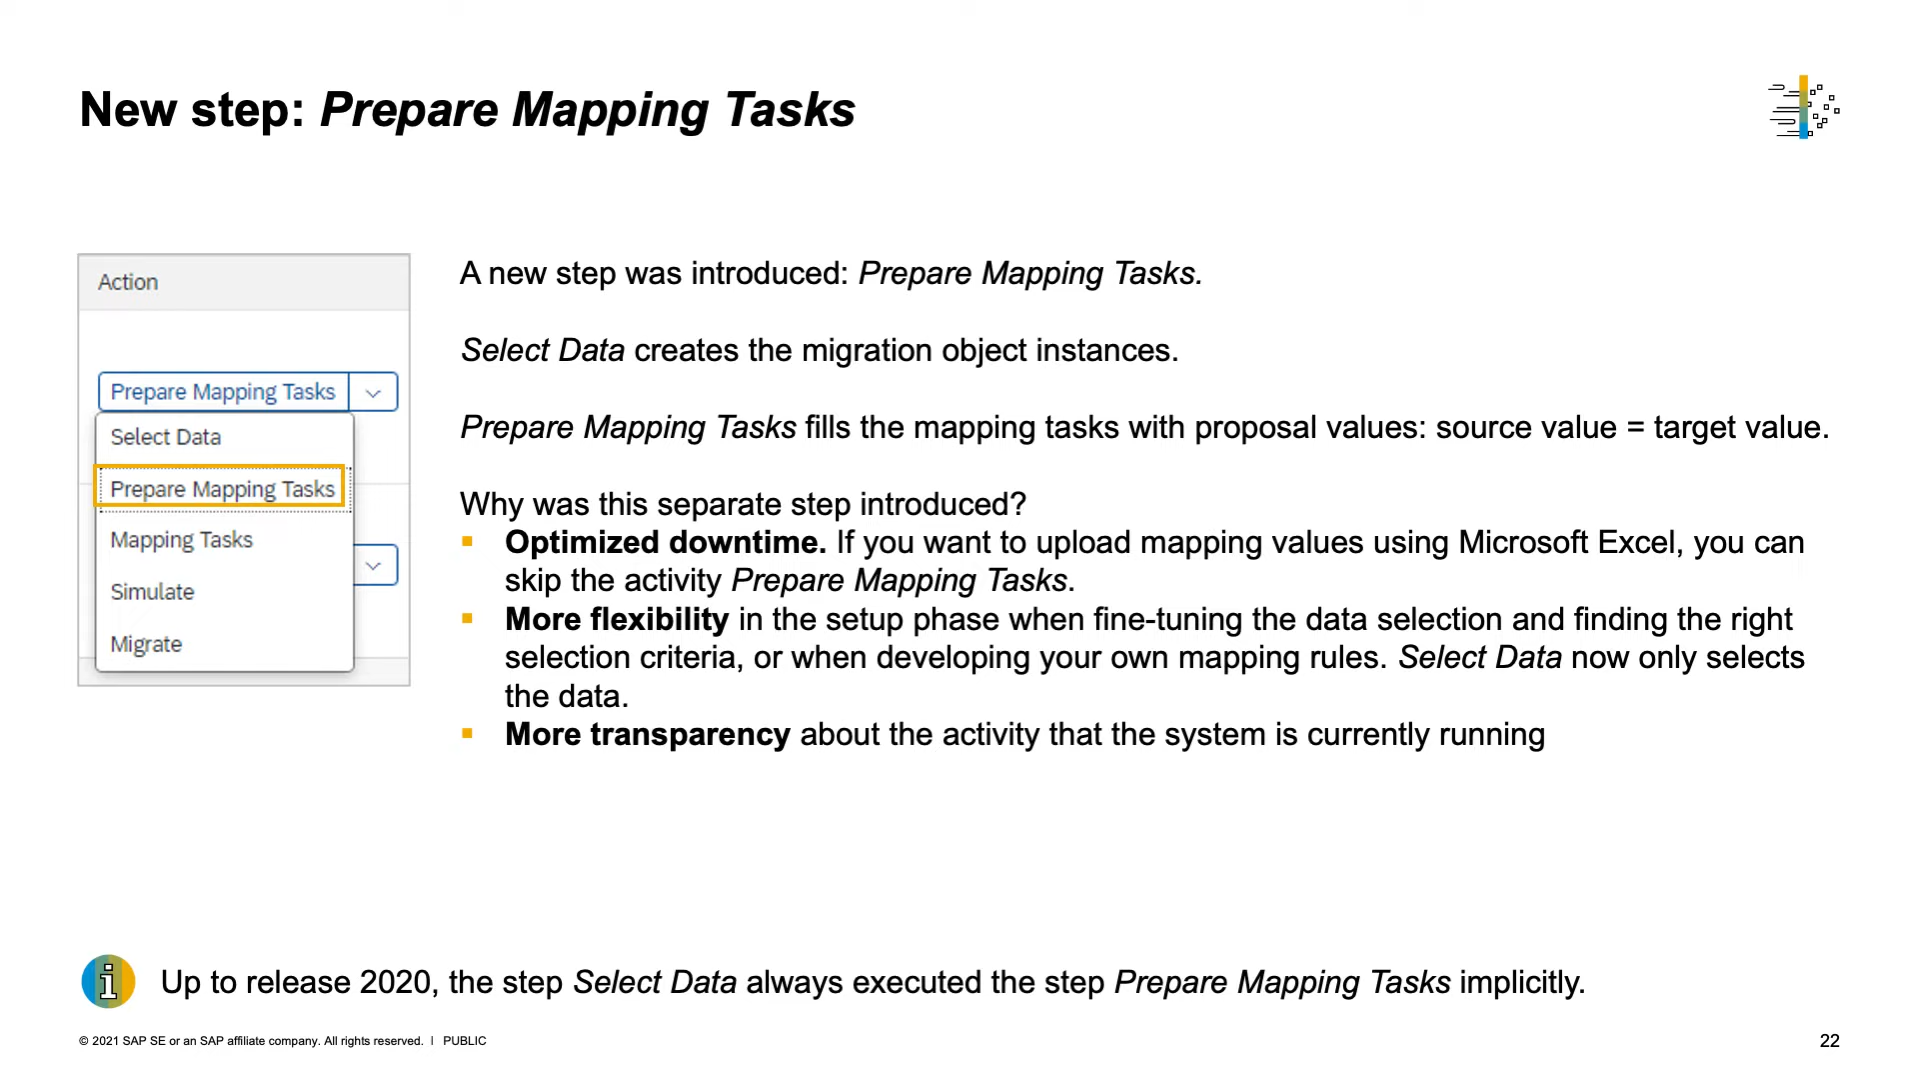 New step: Prepare Mapping Tasks
Action
Prepare Mapping Tasks
Select Data
Prepare Mapping Tasks
Mapping Tasks
Simulate
Migrate
A new step was introduced: Prepare Mapping Tasks.
Select Data creates the migration object instances.
Prepare Mapping Tasks fills the mapping tasks with proposal values: source value = target value.
Why was this separate step introduced?
▪ Optimized downtime. If you want to upload mapping values using Microsoft Excel, you can
skip the activity Prepare Mapping Tasks.
▪ More flexibility in the setup phase when fine-tuning the data selection and finding the right
selection criteria, or when developing your own mapping rules. Select Data now only selects
the data.
▪ More transparency about the activity that the system is currently running
i Up to release 2020, the step Select Data always executed the step Prepare Mapping Tasks implicitly.
© 2021 SAP SE or an SAP affiliate company. All rights reserved. | PUBLIC
22